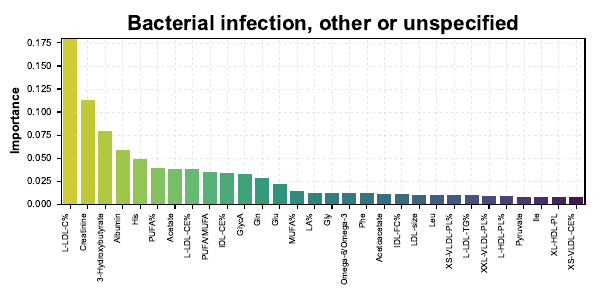 Bacterial infection, other or unspecified
Importance
0.175
0.150
0.125
0.100
0.075
0.050
0.025
0.000
L-LDL-C%
Creatinine
3-Hydroxybutyrate
Albumin
His
PUFA%
Acetate
L-LDL-CE%
PUFA/MUFA
IDL-CE%
GlycA
Gln
Glu
MUFA%
LA%
Gly
Omega-6/Omega-3
Phe
Acetoacetate
IDL-FC%
LDL-size
Leu
XS-VLDL-PL%
L-LDL-TG%
XXL-VLDL-PL%
L-HDL-PL%
Pyruvate
Ile
XL-HDL-PL
XS-VLDL-CE%